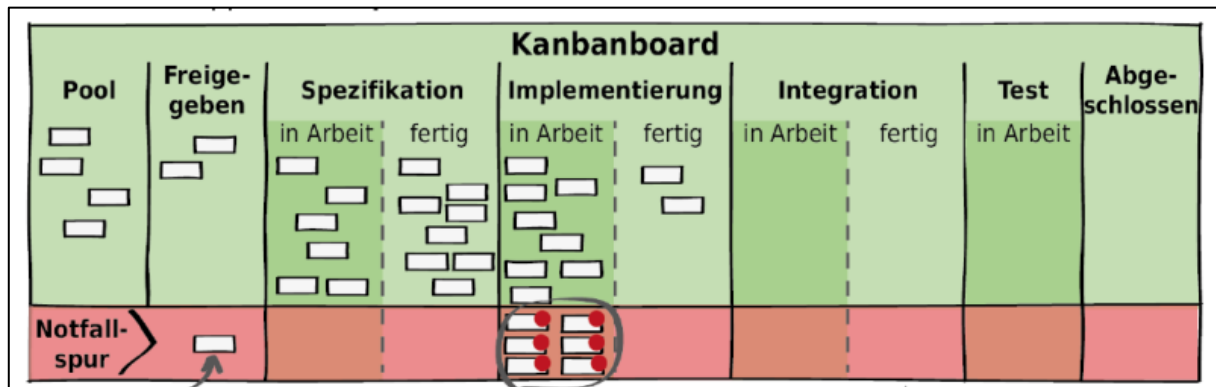 Kanbanboard
Pool
Freige-
geben
Spezifikation
Implementierung
Integration
Test
Abge-
schlossen
in Arbeit
fertig
in Arbeit
fertig
in Arbeit
fertig
in Arbeit
Notfall-
spur